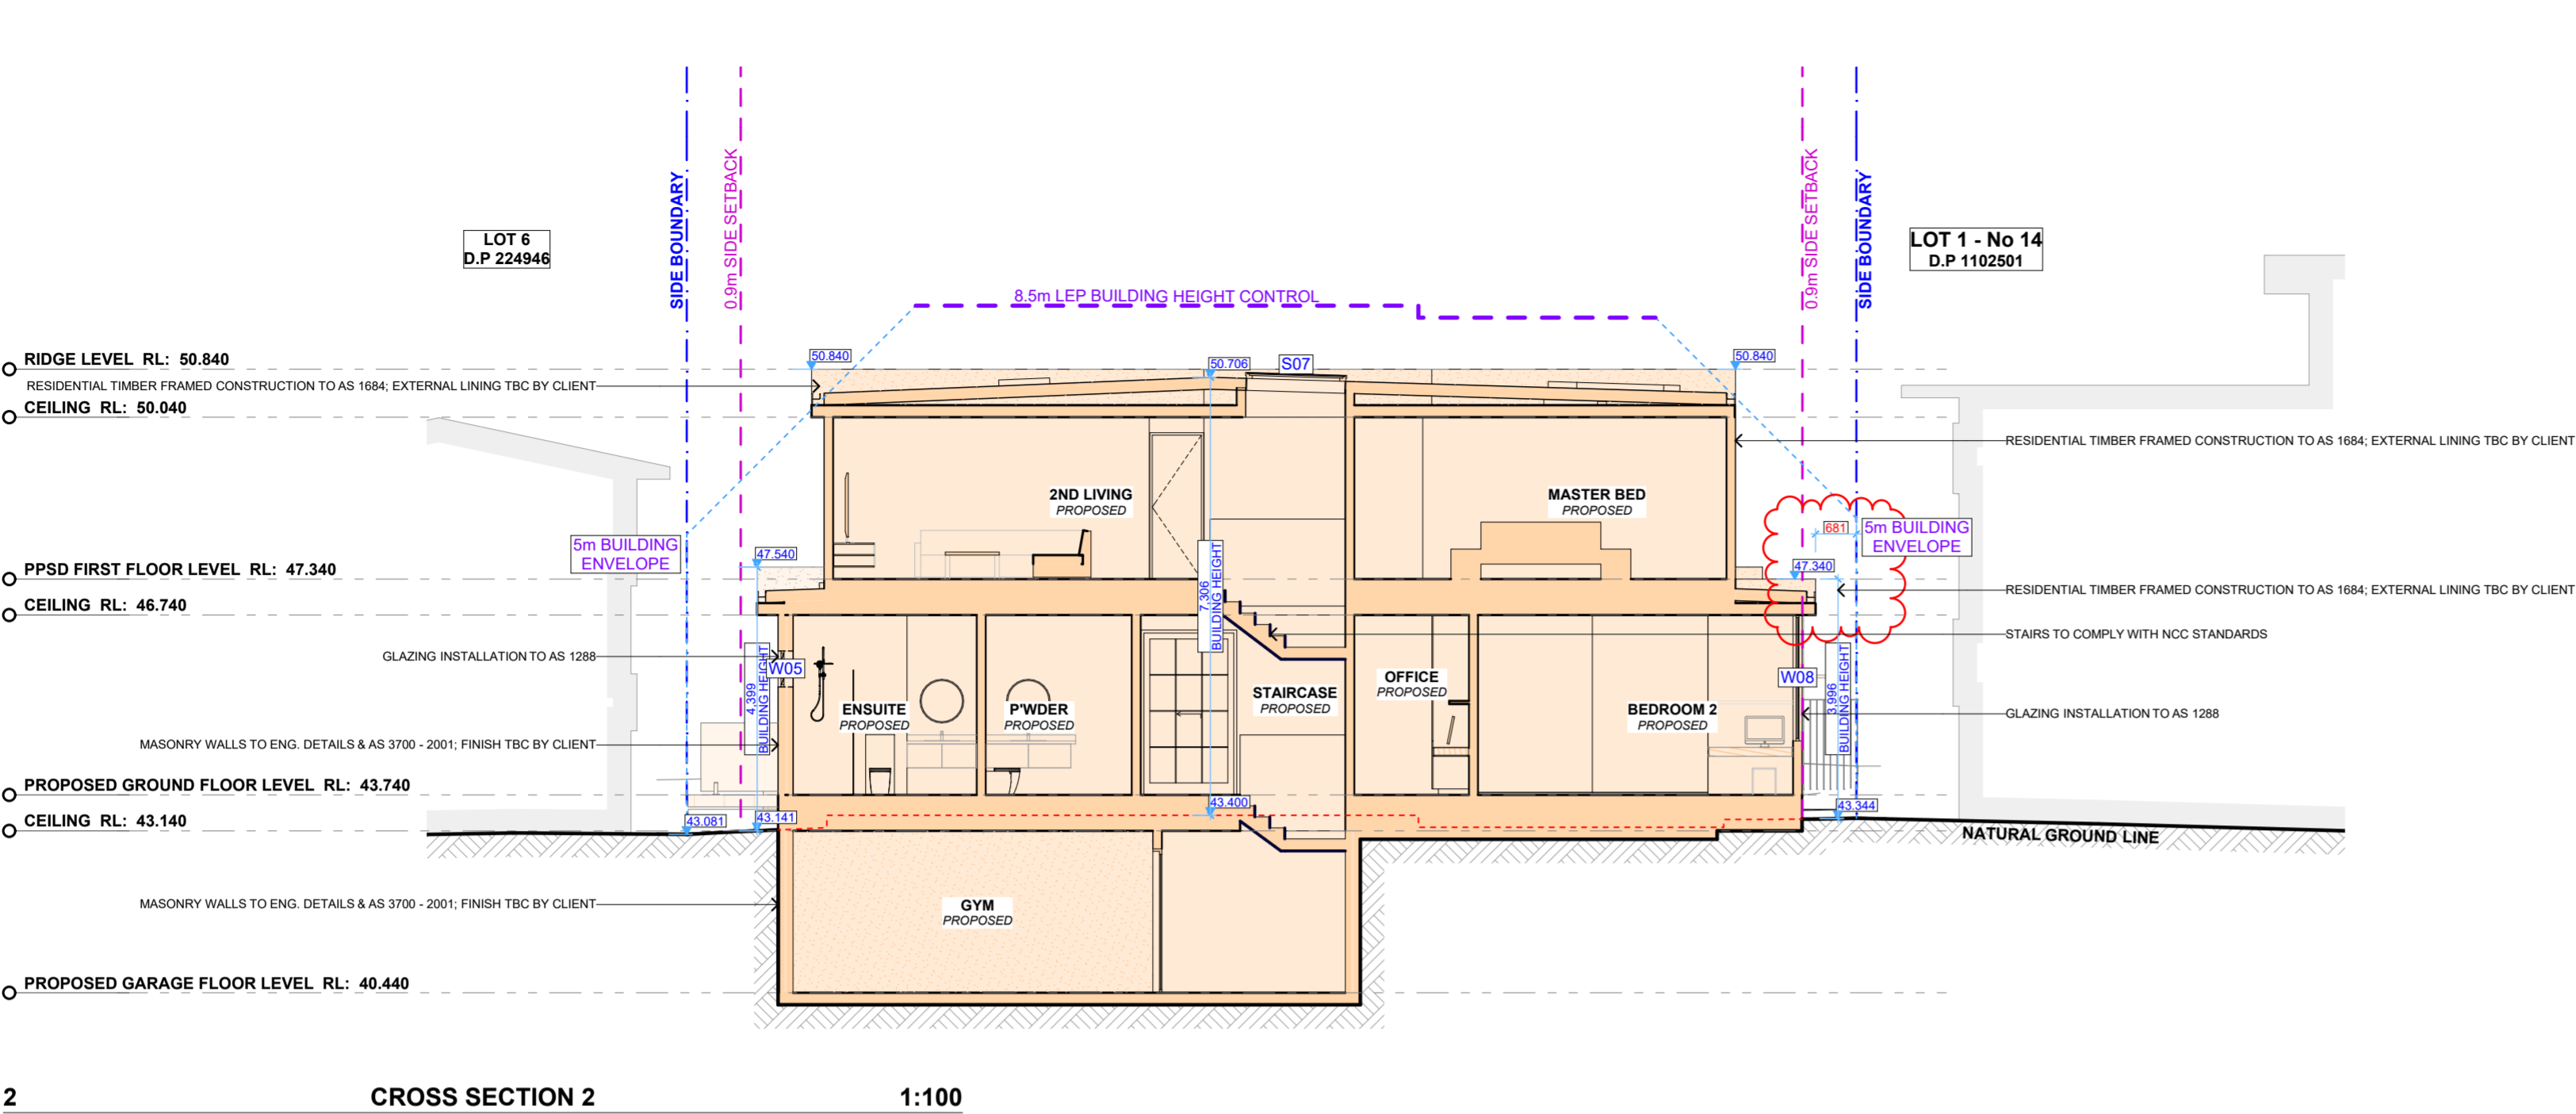 SIDE BOUNDARY
0.9m SIDE SETBACK
0.9m SIDE SETBACK
SIDE BOUNDARY
LOT 6
D.P 224946
LOT 1 - No 14
D.P 1102501
8.5m LEP BUILDING HEIGHT CONTROL
RIDGE LEVEL RL: 50.840
50.840
50.706
S07
50.840
RESIDENTIAL TIMBER FRAMED CONSTRUCTION TO AS 1684; EXTERNAL LINING TBC BY CLIENT
CEILING RL: 50.040
RESIDENTIAL TIMBER FRAMED CONSTRUCTION TO AS 1684; EXTERNAL LINING TBC BY CLIENT
2ND LIVING
PROPOSED
MASTER BED
PROPOSED
5m BUILDING
ENVELOPE
681
5m BUILDING
ENVELOPE
47.540
47.340
PPSD FIRST FLOOR LEVEL RL: 47.340
RESIDENTIAL TIMBER FRAMED CONSTRUCTION TO AS 1684; EXTERNAL LINING TBC BY CLIENT
CEILING RL: 46.740
7,306
BUILDING HEIGHT
STAIRS TO COMPLY WITH NCC STANDARDS
GLAZING INSTALLATION TO AS 1288
W05
4,399
BUILDING HEIGHT
ENSUITE
PROPOSED
P'WDER
PROPOSED
STAIRCASE
PROPOSED
OFFICE
PROPOSED
BEDROOM 2
PROPOSED
W08
3,996
BUILDING HEIGHT
GLAZING INSTALLATION TO AS 1288
MASONRY WALLS TO ENG. DETAILS & AS 3700 - 2001; FINISH TBC BY CLIENT
PROPOSED GROUND FLOOR LEVEL RL: 43.740
43.400
43.344
CEILING RL: 43.140
43.081
43.141
NATURAL GROUND LINE
MASONRY WALLS TO ENG. DETAILS & AS 3700 - 2001; FINISH TBC BY CLIENT
GYM
PROPOSED
PROPOSED GARAGE FLOOR LEVEL RL: 40.440
2 CROSS SECTION 2 1:100